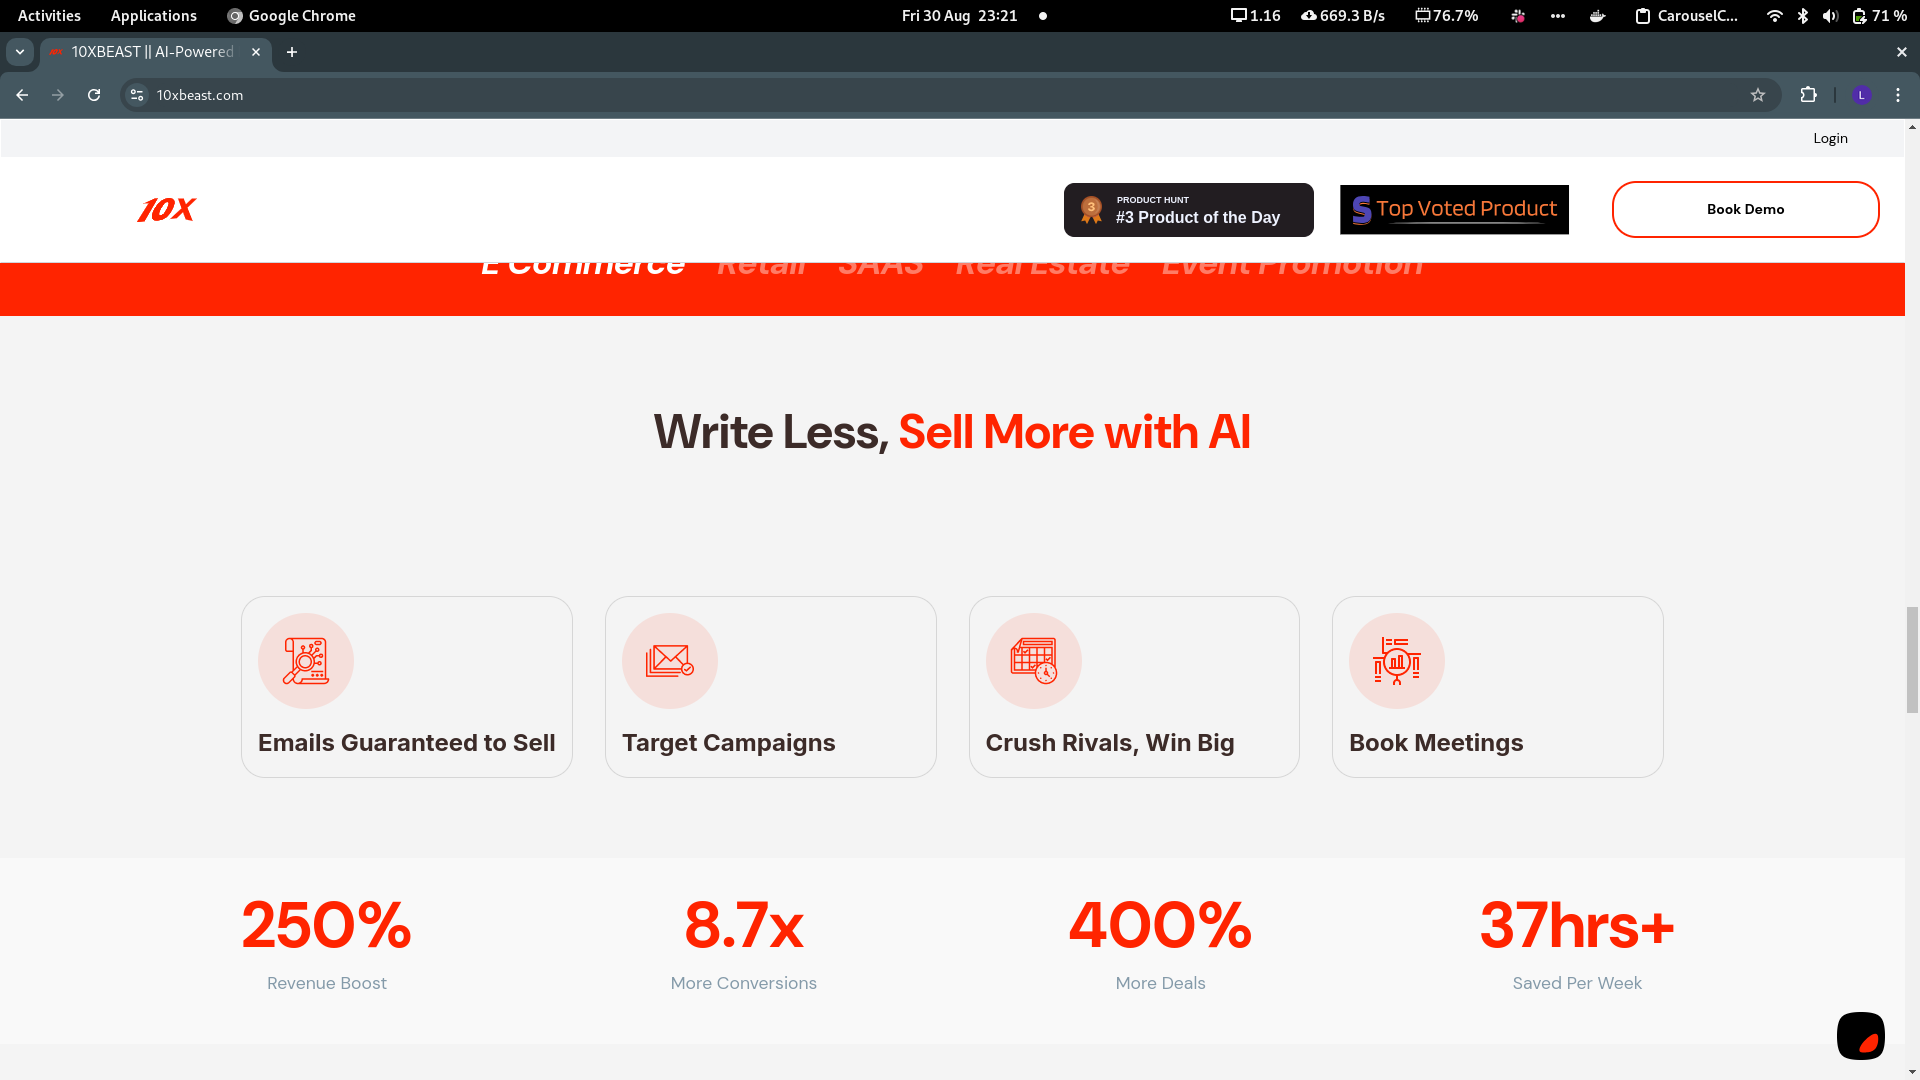 Activities Applications Google Chrome Fri 30 Aug 23:21 1.16 669.3 B/s 76.7% CarouselC... 71 %
10XBEAST || AI-Powered
10xbeast.com L
Login
10X
3 PRODUCT HUNT
#3 Product of the Day
S Top Voted Product
Book Demo
E Commerce Retail SAAS Real Estate Event Promotion
Write Less, Sell More with AI
Emails Guaranteed to Sell
Target Campaigns
Crush Rivals, Win Big
Book Meetings
250% 8.7x 400% 37hrs+
Revenue Boost More Conversions More Deals Saved Per Week